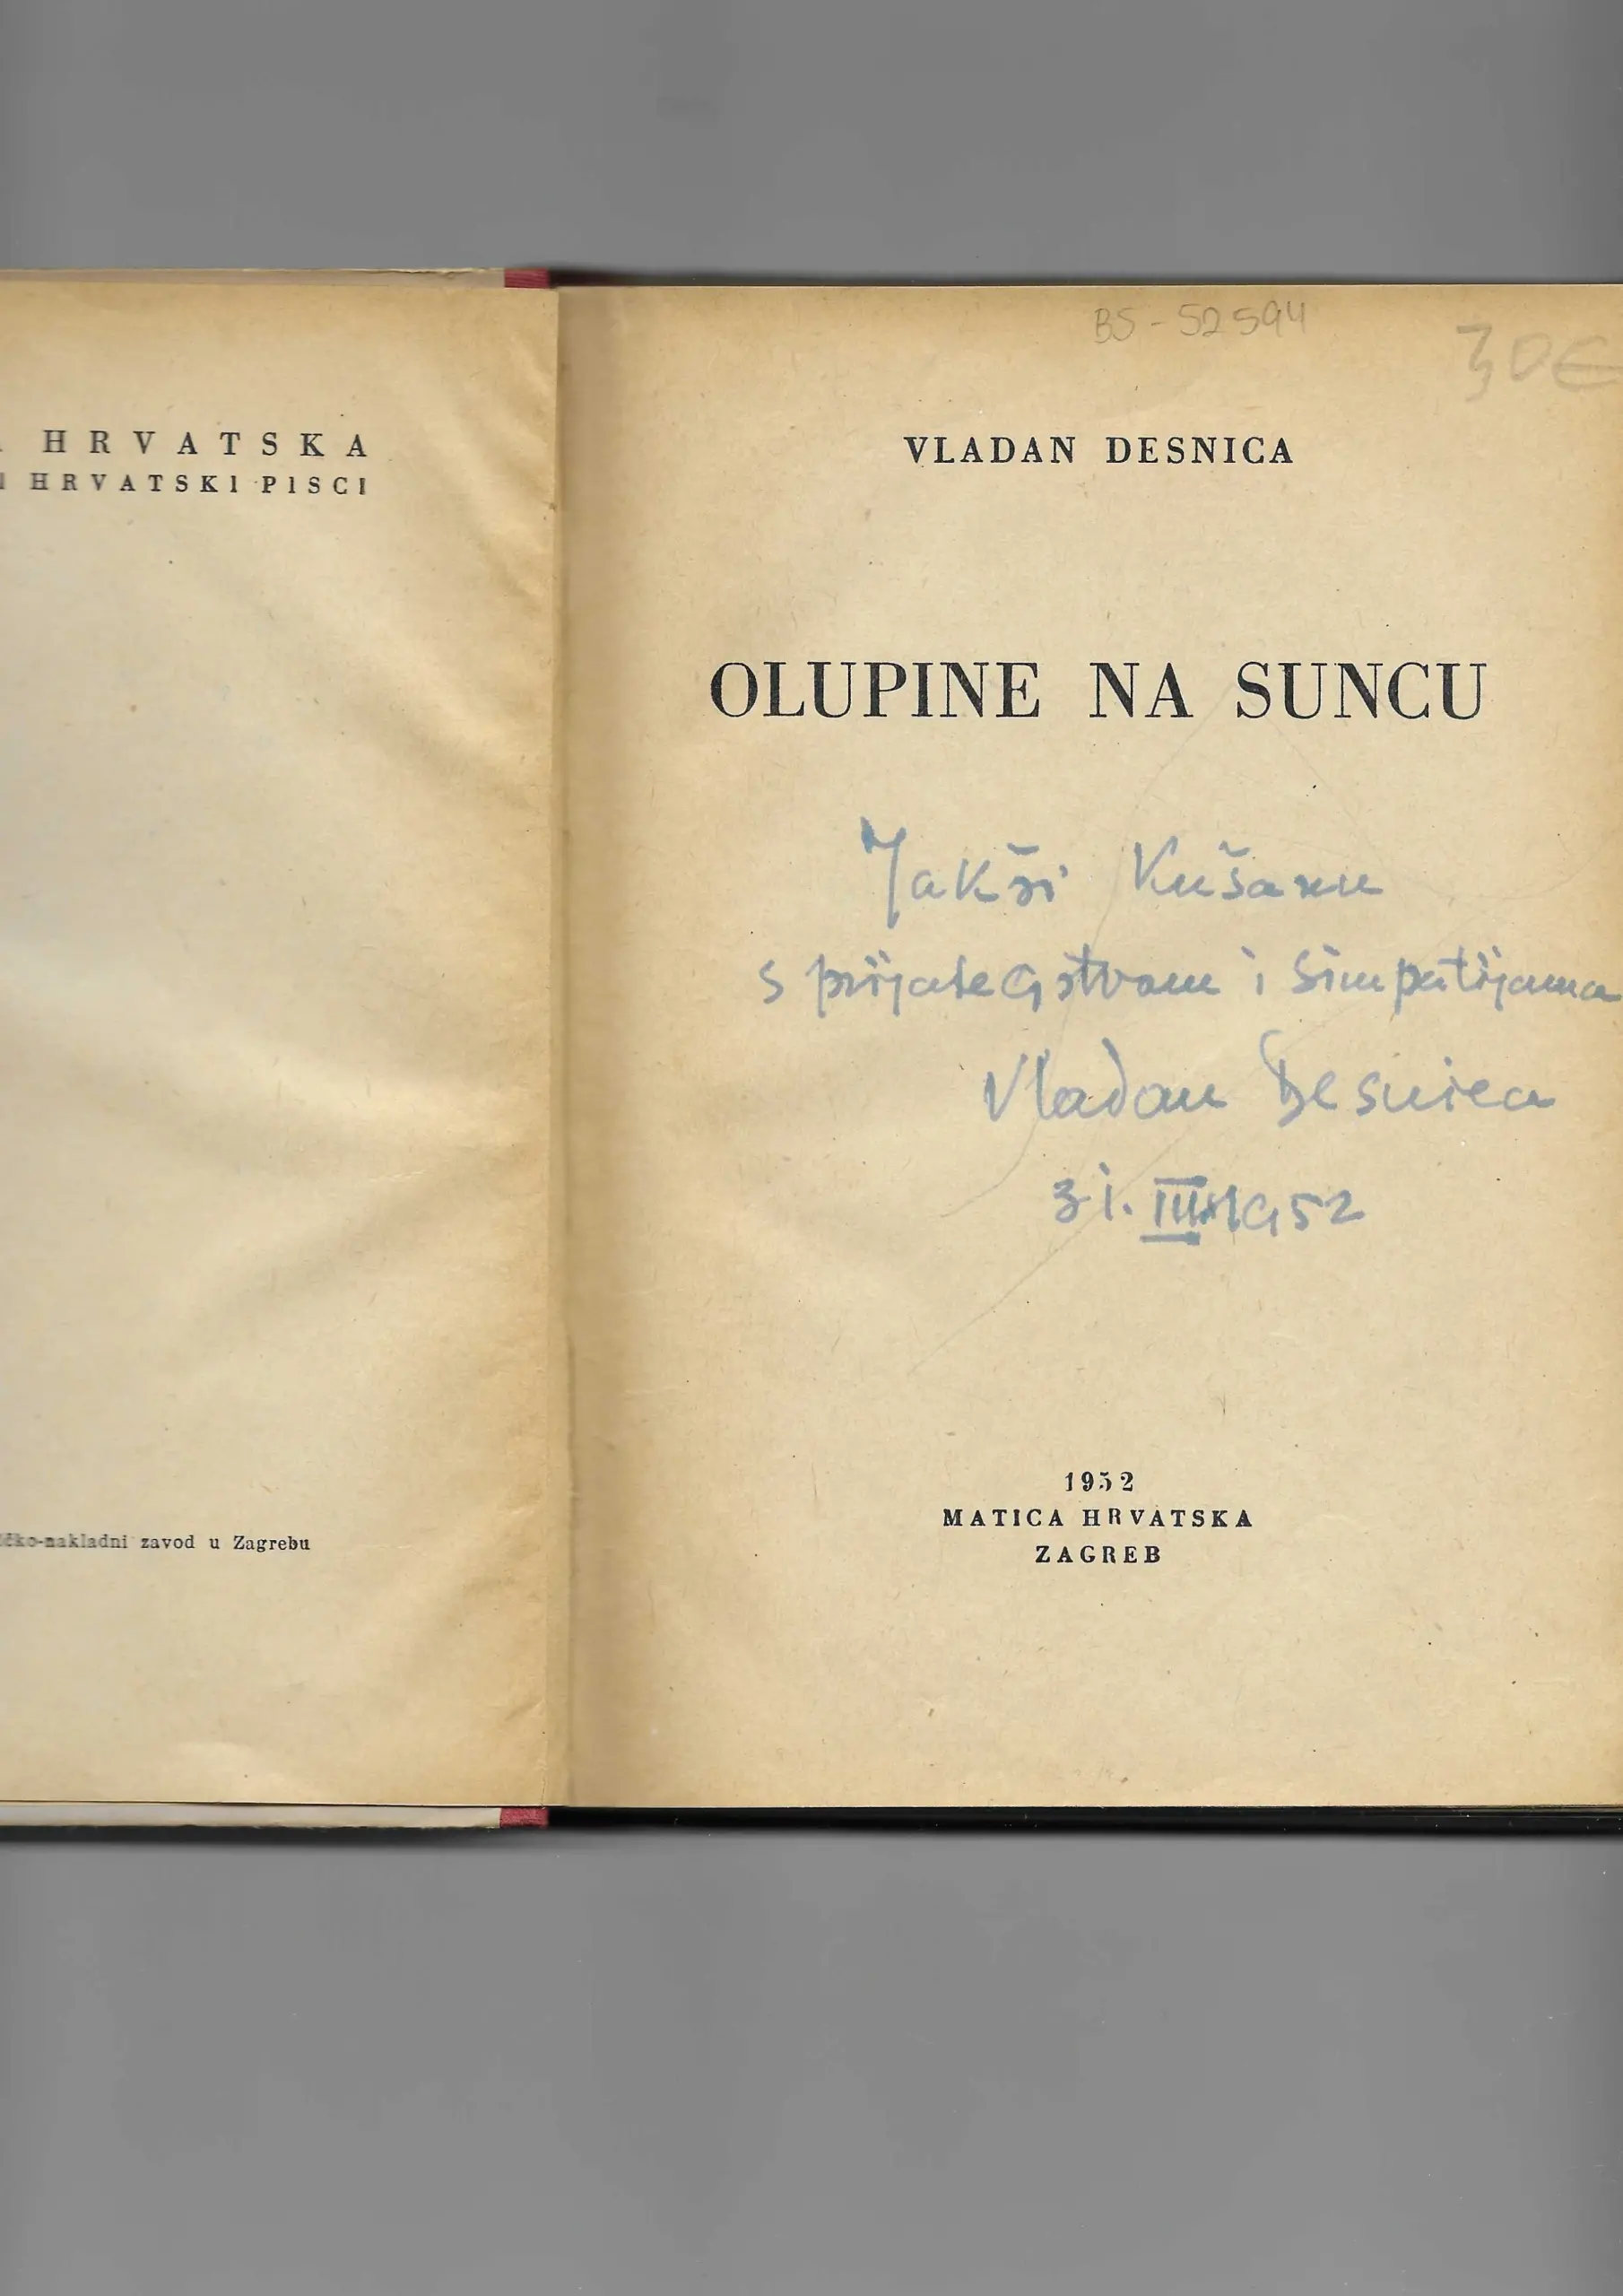 HRVATSKA
HRVATSKI PISCI
čko-nakladni zavod u Zagrebu
BS - 52594
30€
VLADAN DESNICA
OLUPINE NA SUNCU
Jakši Kušanu
s prijateljstvom i simpatijama
Vladan Desnica
31. III. 1952
1952
MATICA HRVATSKA
ZAGREB